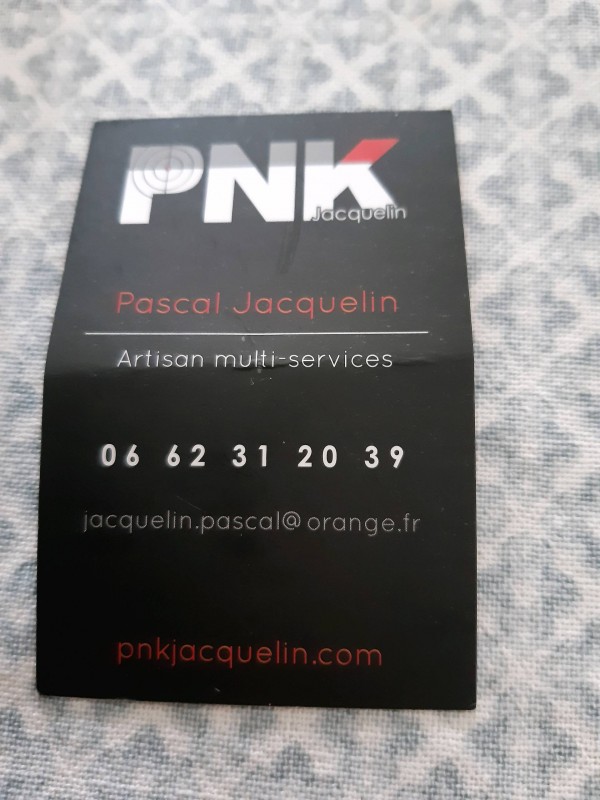 PNK
Jacquelin
Pascal Jacquelin
Artisan multi-services
06 62 31 20 39
jacquelin.pascal@orange.fr
pnkjacquelin.com